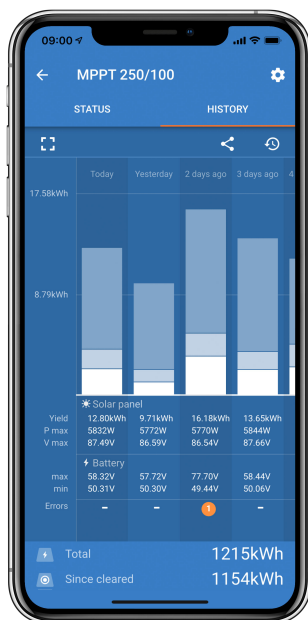 09:00
MPPT 250/100
STATUS HISTORY
Today Yesterday 2 days ago 3 days ago 4
17.58kWh
8.79kWh
Solar panel
Yield 12.80kWh 9.71kWh 16.18kWh 13.65kWh
P max 5832W 5772W 5770W 5844W
V max 87.49V 86.59V 86.54V 87.66V
Battery
max 58.32V 57.72V 77.70V 58.44V
min 50.31V 50.30V 49.44V 50.06V
Errors – – 1 –
Total 1215kWh
Since cleared 1154kWh